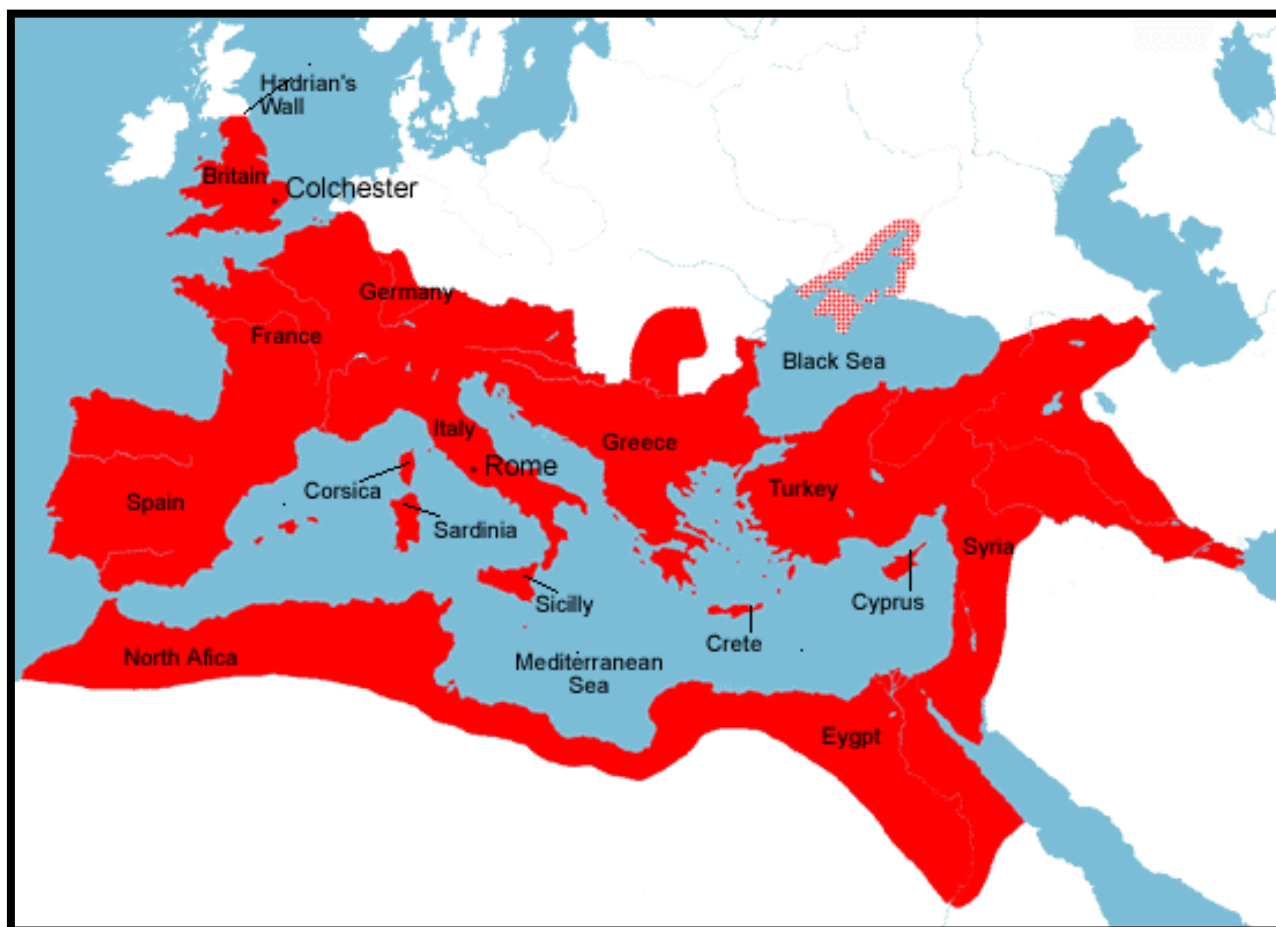 Hadrian's
Wall
Britain
Colchester
Germany
France
Black Sea
Italy
Greece
Rome
Corsica
Spain
Turkey
Sardinia
Syria
Sicilly
Cyprus
Crete
North Afica
Mediterranean
Sea
Eygpt